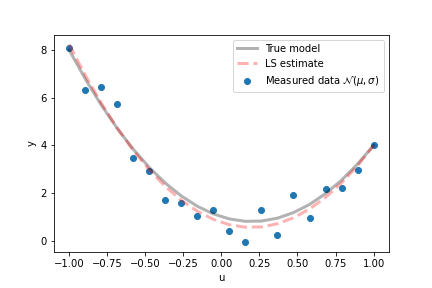 True model
LS estimate
Measured data 𝒩(μ, σ)
8
6
4
2
0
y
−1.00 −0.75 −0.50 −0.25 0.00 0.25 0.50 0.75 1.00
u